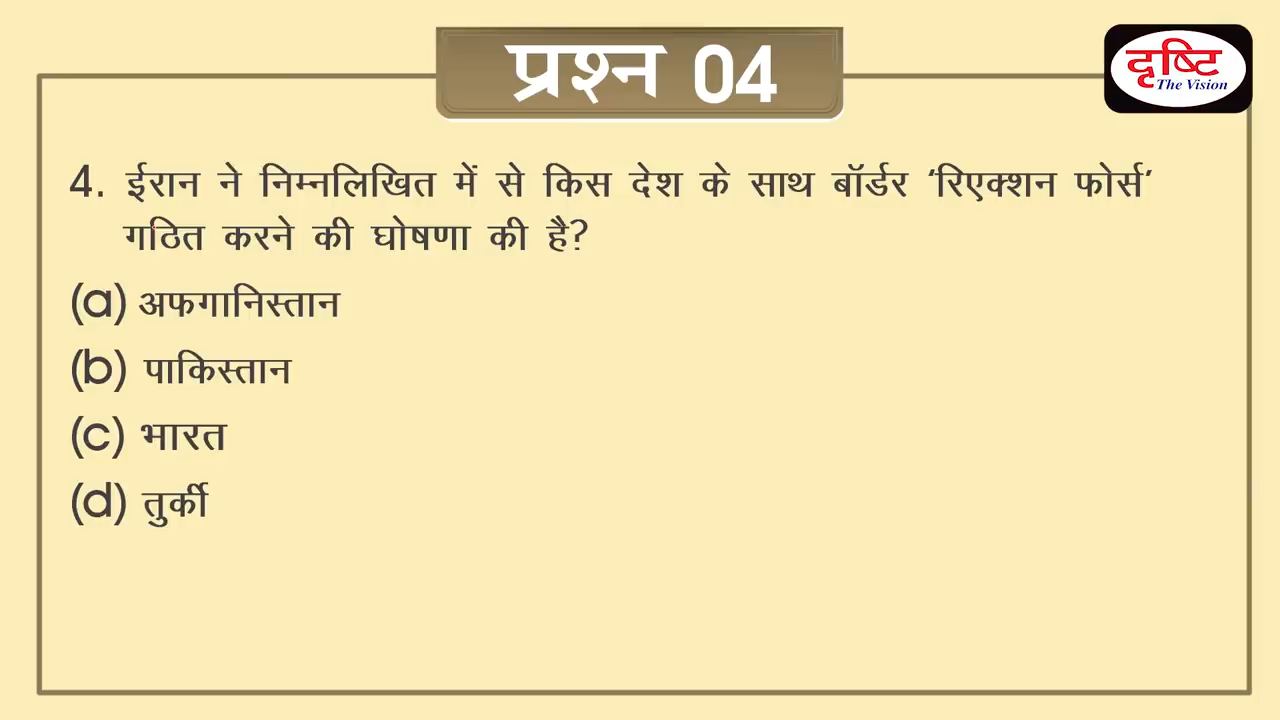 प्रश्न 04
दृष्टि
The Vision
4. ईरान ने निम्नलिखित में से किस देश के साथ बॉर्डर ‘रिएक्शन फोर्स’
गठित करने की घोषणा की है?
(a) अफगानिस्तान
(b) पाकिस्तान
(c) भारत
(d) तुर्की